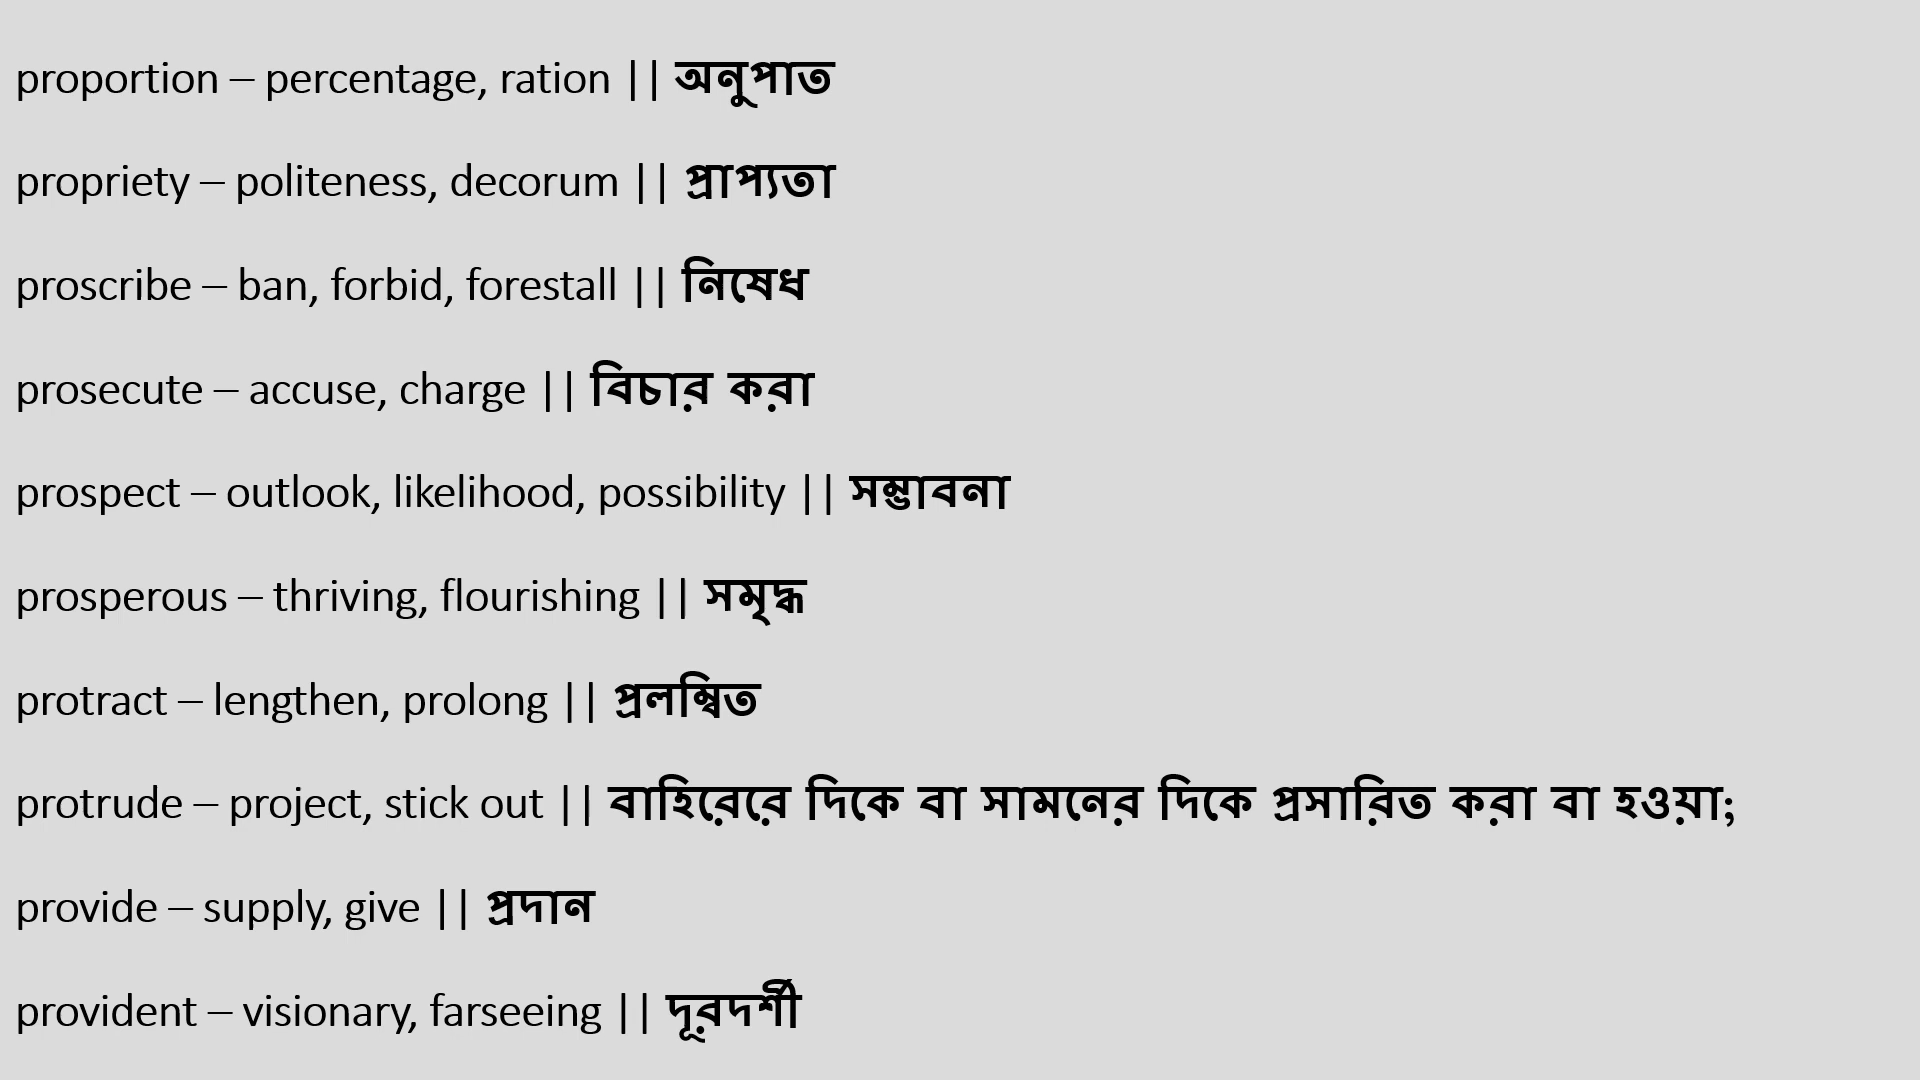 proportion – percentage, ration || অনুপাত
propriety – politeness, decorum || প্রাপ্যতা
proscribe – ban, forbid, forestall || নিষেধ
prosecute – accuse, charge || বিচার করা
prospect – outlook, likelihood, possibility || সম্ভাবনা
prosperous – thriving, flourishing || সমৃদ্ধ
protract – lengthen, prolong || প্রলম্বিত
protrude – project, stick out || বাহিরেরে দিকে বা সামনের দিকে প্রসারিত করা বা হওয়া;
provide – supply, give || প্রদান
provident – visionary, farseeing || দূরদর্শী